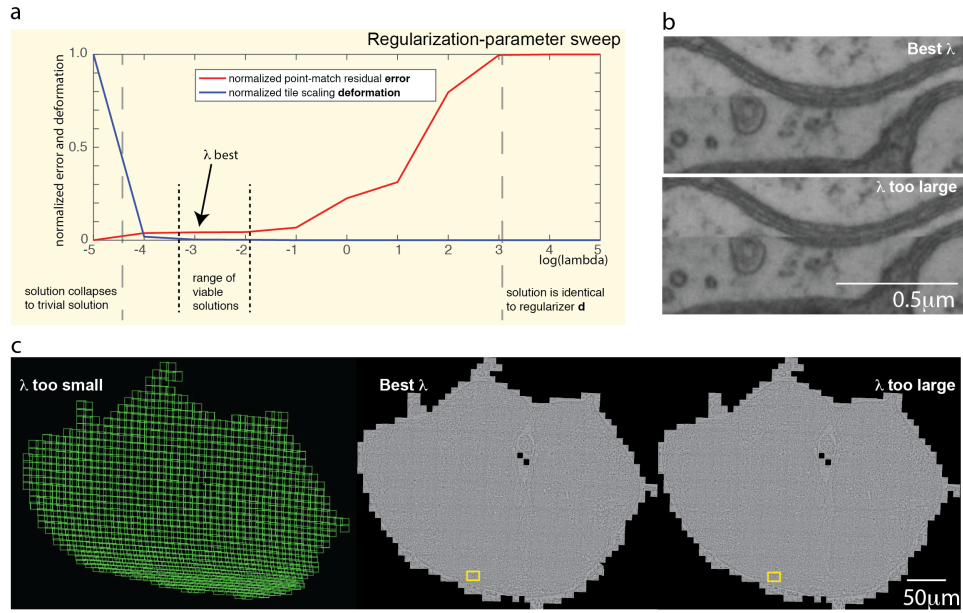 a
Regularization-parameter sweep
normalized point-match residual error
normalized tile scaling deformation
normalized error and deformation
1.0
0.5
0
λ best
-5
-4
-3
-2
-1
0
1
2
3
4
5
log(lambda)
solution collapses
to trivial solution
range of
viable
solutions
solution is identical
to regularizer d
b
Best λ
λ too large
0.5μm
c
λ too small
Best λ
λ too large
50μm